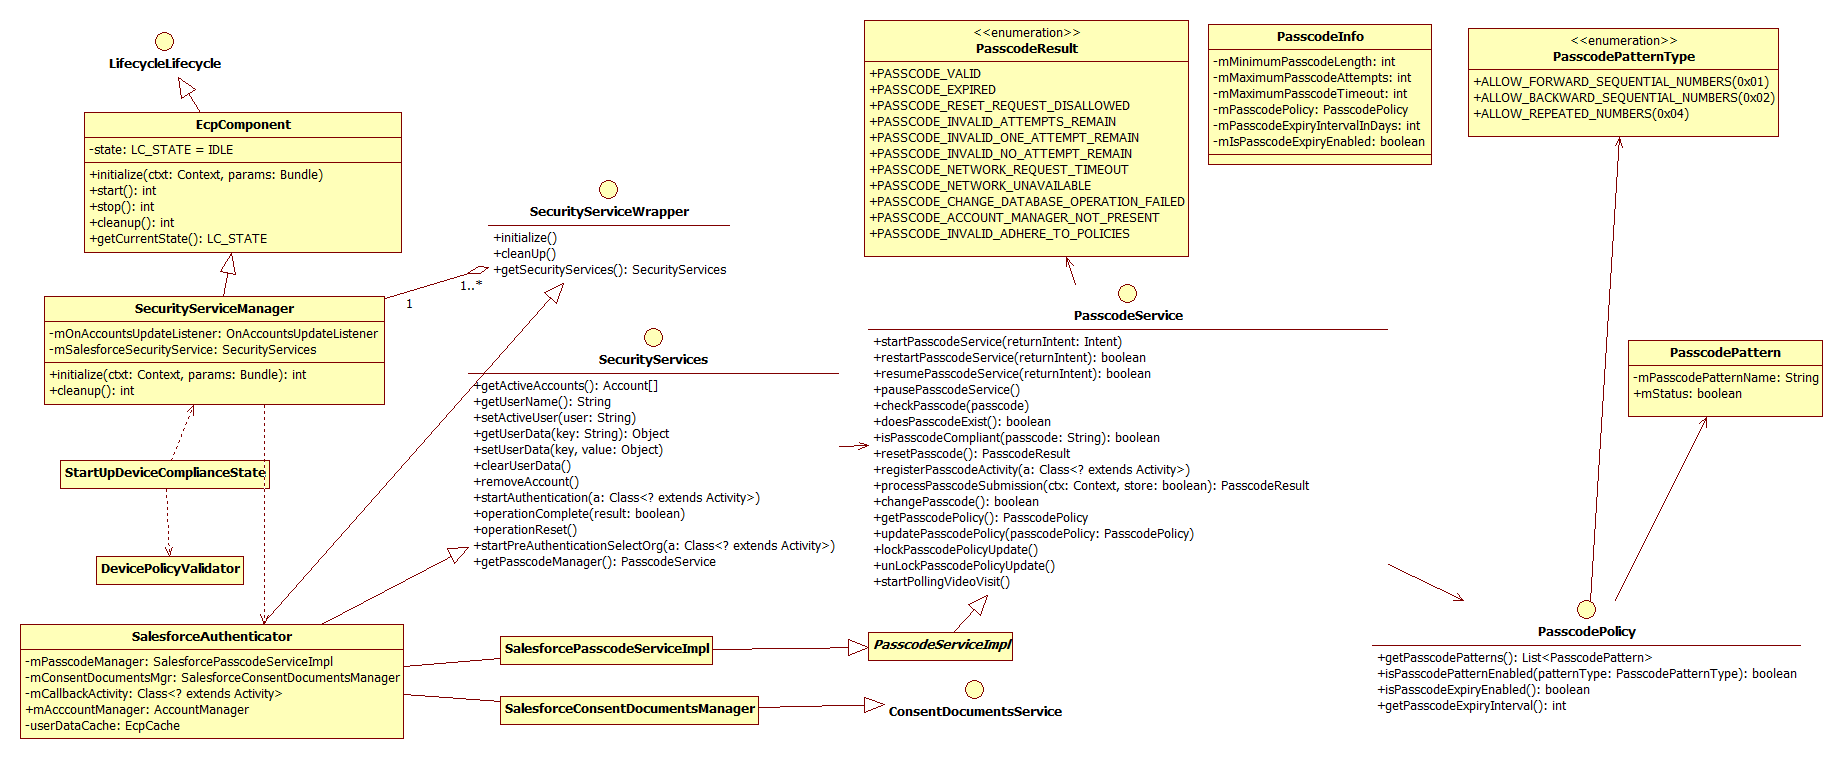 LifecycleLifecycle
EcpComponent
-state: LC_STATE = IDLE
+initialize(ctxt: Context, params: Bundle)
+start(): int
+stop(): int
+cleanup(): int
+getCurrentState(): LC_STATE
SecurityServiceManager
-mOnAccountsUpdateListener: OnAccountsUpdateListener
-mSalesforceSecurityService: SecurityServices
+initialize(ctxt: Context, params: Bundle): int
+cleanup(): int
1
1..*
StartUpDeviceComplianceState
DevicePolicyValidator
SalesforceAuthenticator
-mPasscodeManager: SalesforcePasscodeServiceImpl
-mConsentDocumentsMgr: SalesforceConsentDocumentsManager
-mCallbackActivity: Class<? extends Activity>
+mAcccountManager: AccountManager
-userDataCache: EcpCache
SecurityServiceWrapper
+initialize()
+cleanUp()
+getSecurityServices(): SecurityServices
SecurityServices
+getActiveAccounts(): Account[]
+getUserName(): String
+setActiveUser(user: String)
+getUserData(key: String): Object
+setUserData(key, value: Object)
+clearUserData()
+removeAccount()
+startAuthentication(a: Class<? extends Activity>)
+operationComplete(result: boolean)
+operationReset()
+startPreAuthenticationSelectOrg(a: Class<? extends Activity>)
+getPasscodeManager(): PasscodeService
SalesforcePasscodeServiceImpl
SalesforceConsentDocumentsManager
<<enumeration>>
PasscodeResult
+PASSCODE_VALID
+PASSCODE_EXPIRED
+PASSCODE_RESET_REQUEST_DISALLOWED
+PASSCODE_INVALID_ATTEMPTS_REMAIN
+PASSCODE_INVALID_ONE_ATTEMPT_REMAIN
+PASSCODE_INVALID_NO_ATTEMPT_REMAIN
+PASSCODE_NETWORK_REQUEST_TIMEOUT
+PASSCODE_NETWORK_UNAVAILABLE
+PASSCODE_CHANGE_DATABASE_OPERATION_FAILED
+PASSCODE_ACCOUNT_MANAGER_NOT_PRESENT
+PASSCODE_INVALID_ADHERE_TO_POLICIES
PasscodeService
+startPasscodeService(returnIntent: Intent)
+restartPasscodeService(returnIntent): boolean
+resumePasscodeService(returnIntent): boolean
+pausePasscodeService()
+checkPasscode(passcode)
+doesPasscodeExist(): boolean
+isPasscodeCompliant(passcode: String): boolean
+resetPasscode(): PasscodeResult
+registerPasscodeActivity(a: Class<? extends Activity>)
+processPasscodeSubmission(ctx: Context, store: boolean): PasscodeResult
+changePasscode(): boolean
+getPasscodePolicy(): PasscodePolicy
+updatePasscodePolicy(passcodePolicy: PasscodePolicy)
+lockPasscodePolicyUpdate()
+unLockPasscodePolicyUpdate()
+startPollingVideoVisit()
PasscodeServiceImpl
ConsentDocumentsService
PasscodeInfo
-mMinimumPasscodeLength: int
-mMaximumPasscodeAttempts: int
-mMaximumPasscodeTimeout: int
-mPasscodePolicy: PasscodePolicy
-mPasscodeExpiryIntervalInDays: int
-mIsPasscodeExpiryEnabled: boolean
<<enumeration>>
PasscodePatternType
+ALLOW_FORWARD_SEQUENTIAL_NUMBERS(0x01)
+ALLOW_BACKWARD_SEQUENTIAL_NUMBERS(0x02)
+ALLOW_REPEATED_NUMBERS(0x04)
PasscodePattern
-mPasscodePatternName: String
+mStatus: boolean
PasscodePolicy
+getPasscodePatterns(): List<PasscodePattern>
+isPasscodePatternEnabled(patternType: PasscodePatternType): boolean
+isPasscodeExpiryEnabled(): boolean
+getPasscodeExpiryInterval(): int